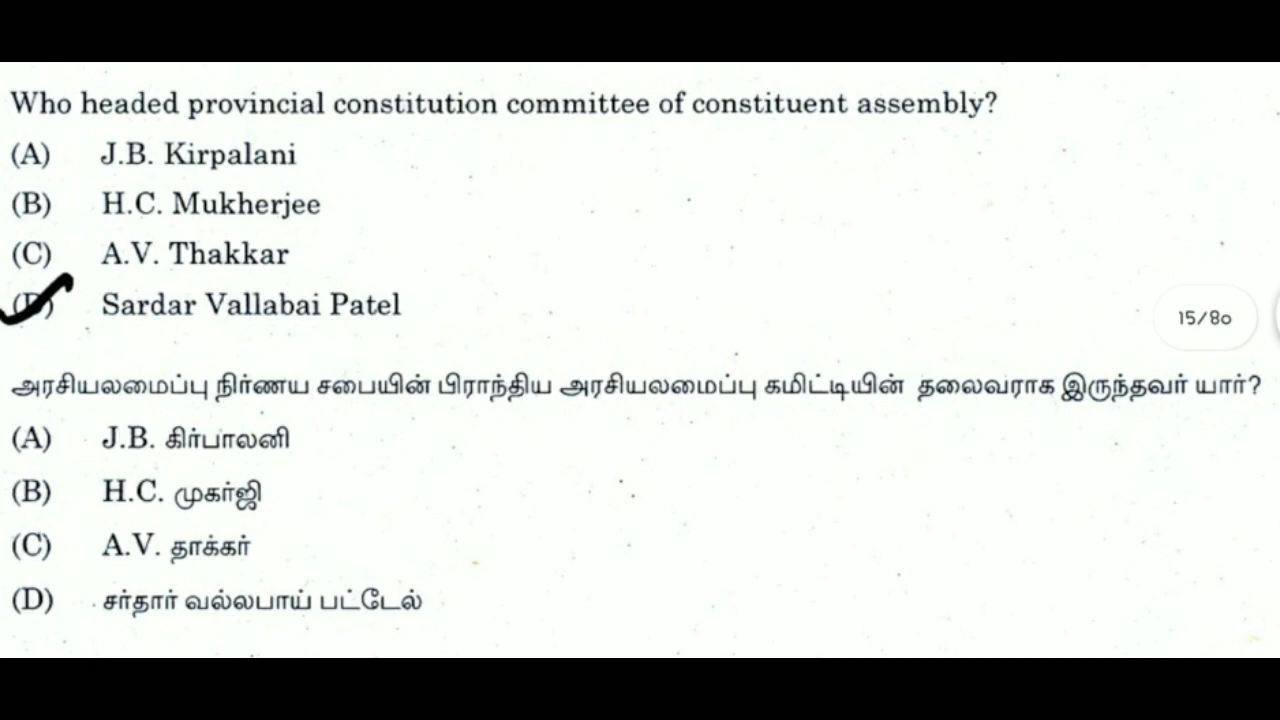 Who headed provincial constitution committee of constituent assembly?
(A) J.B. Kirpalani
(B) H.C. Mukherjee
(C) A.V. Thakkar
(D) Sardar Vallabai Patel
15/80
அரசியலமைப்பு நிர்ணய சபையின் பிராந்திய அரசியலமைப்பு கமிட்டியின் தலைவராக இருந்தவர் யார்?
(A) J.B. கிர்பாலனி
(B) H.C. முகர்ஜி
(C) A.V. தாக்கர்
(D) சர்தார் வல்லபாய் பட்டேல்